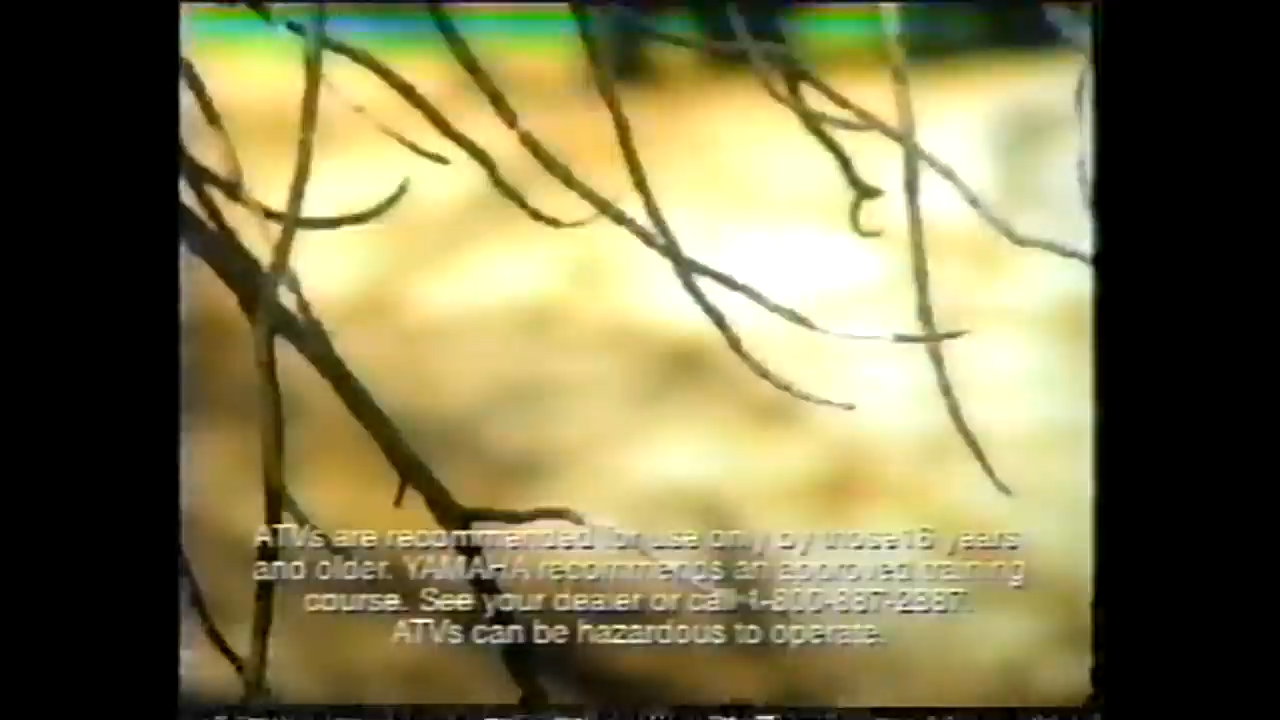 ATVs are recommended for use only by those 16 years
and older. YAMAHA recommends an approved training
course. See your dealer or call 1-800-887-2887.
ATVs can be hazardous to operate.